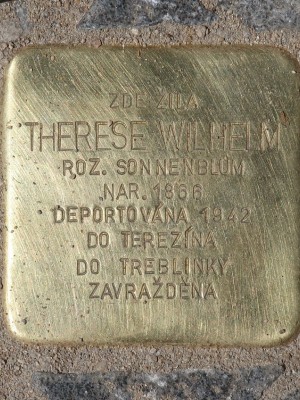 ZDE ŽILA
THERESE WILHELM
ROZ. SONNENBLUM
NAR. 1866
DEPORTOVÁNA 1942
DO TEREZÍNA
DO TREBLINKY
ZAVRAŽDĚNA